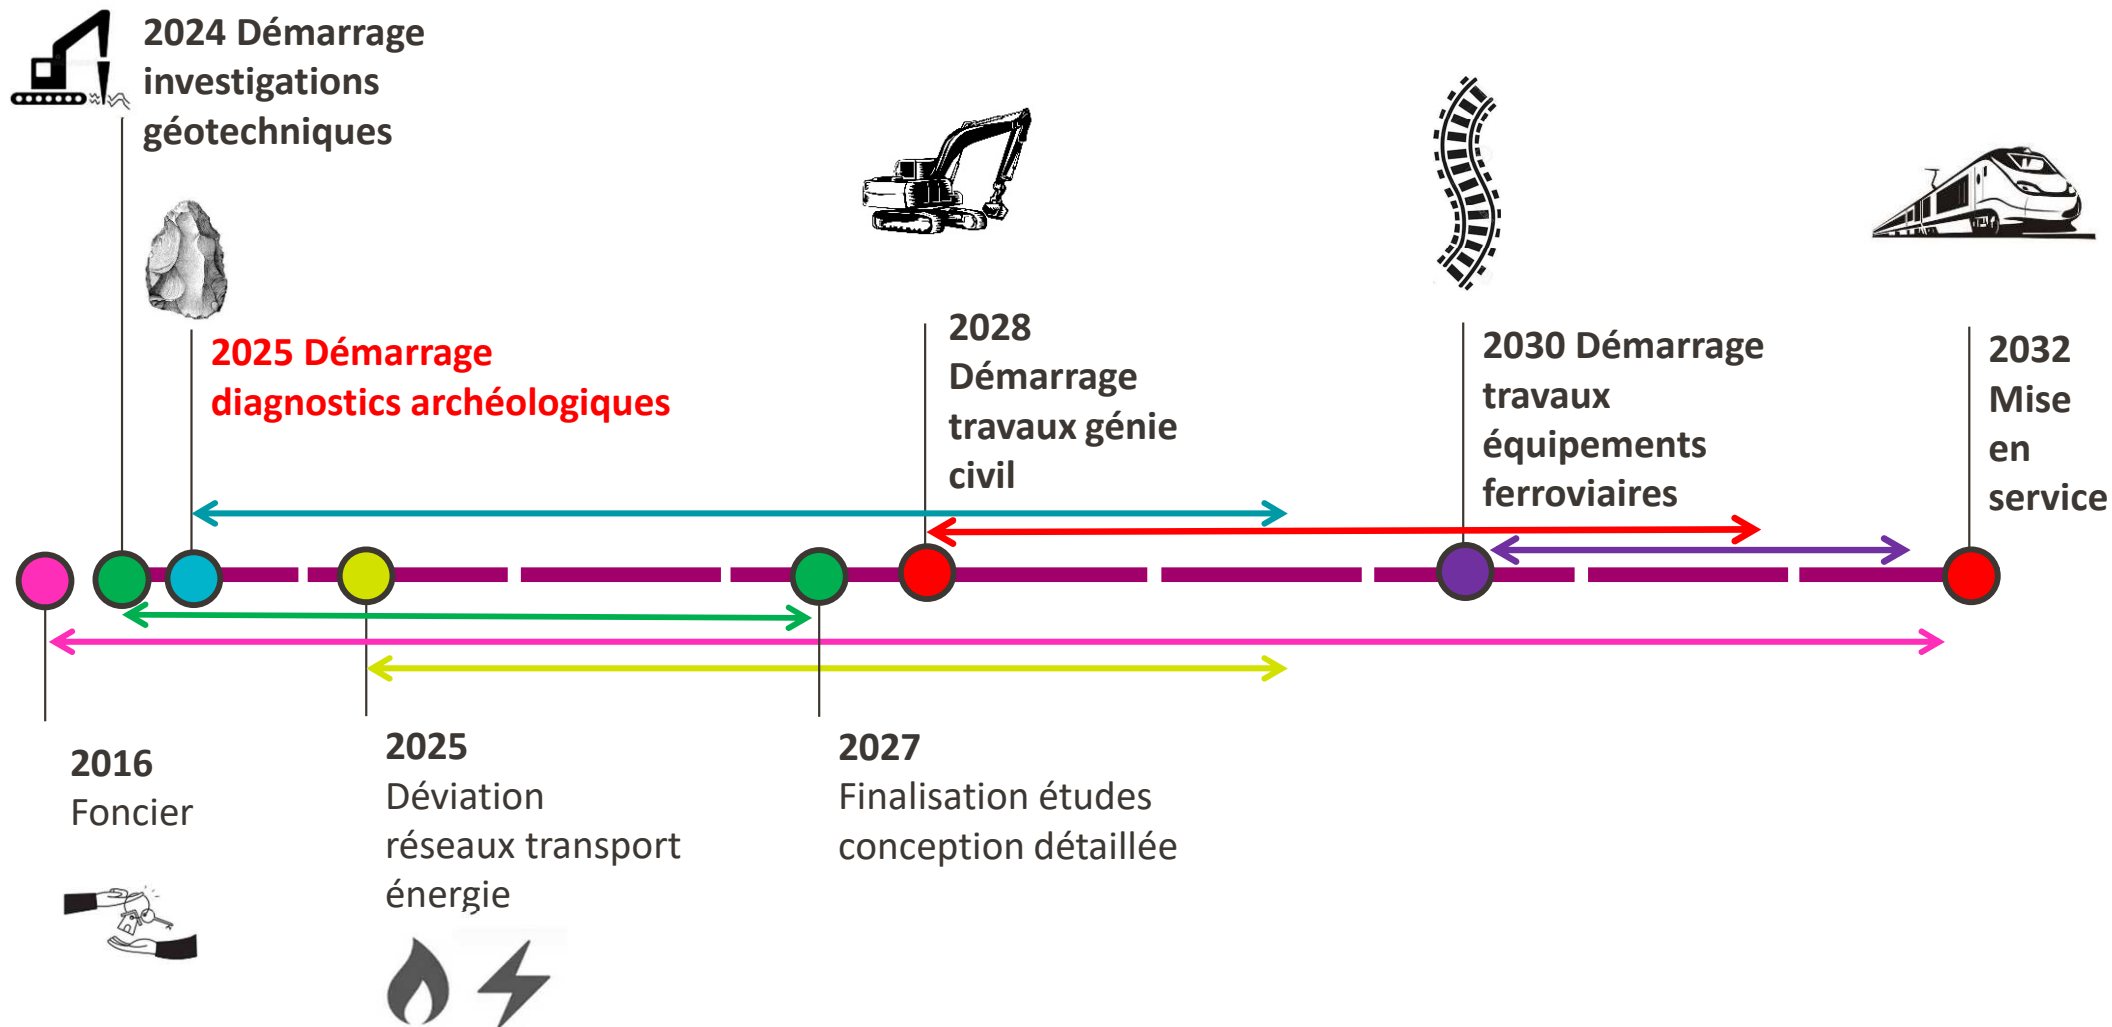 2024 Démarrage
investigations
géotechniques
2025 Démarrage
diagnostics archéologiques
2028
Démarrage
travaux génie
civil
2030 Démarrage
travaux
équipements
ferroviaires
2032
Mise
en
service
2016
Foncier
2025
Déviation
réseaux transport
énergie
2027
Finalisation études
conception détaillée